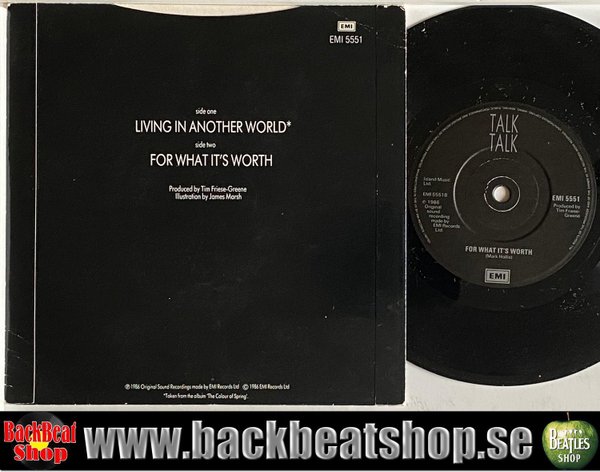 EMI
EMI 5551
side one
LIVING IN ANOTHER WORLD*
side two
FOR WHAT IT'S WORTH
Produced by Tim Friese-Greene
Illustration by James Marsh
℗ 1986 Original Sound Recordings made by EMI Records Ltd © 1986 EMI Records Ltd
*Taken from the album 'The Colour of Spring'.
TALK
TALK
Island Music
Ltd.
EMI 5551B
℗ 1986
Original
sound
recording
made by
EMI Records
Ltd
EMI 5551
Produced by
Tim Friese-
Greene
FOR WHAT IT'S WORTH
(Mark Hollis)
EMI
BackBeat
Shop
www.backbeatshop.se
BEATLES
SHOP